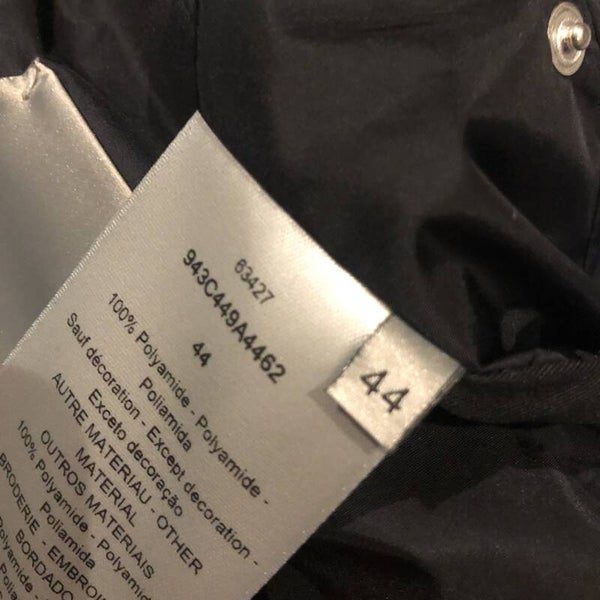 63427
943C449A4462
44
44
100% Polyamide - Polyamide -
Poliamida
Sauf décoration - Except decoration -
Exceto decoração
AUTRE MATERIAU - OTHER
MATERIAL
OUTROS MATERIAIS
100% Polyamide - Polyamide
Poliamida
BRODERIE - EMBROI
BORDADO